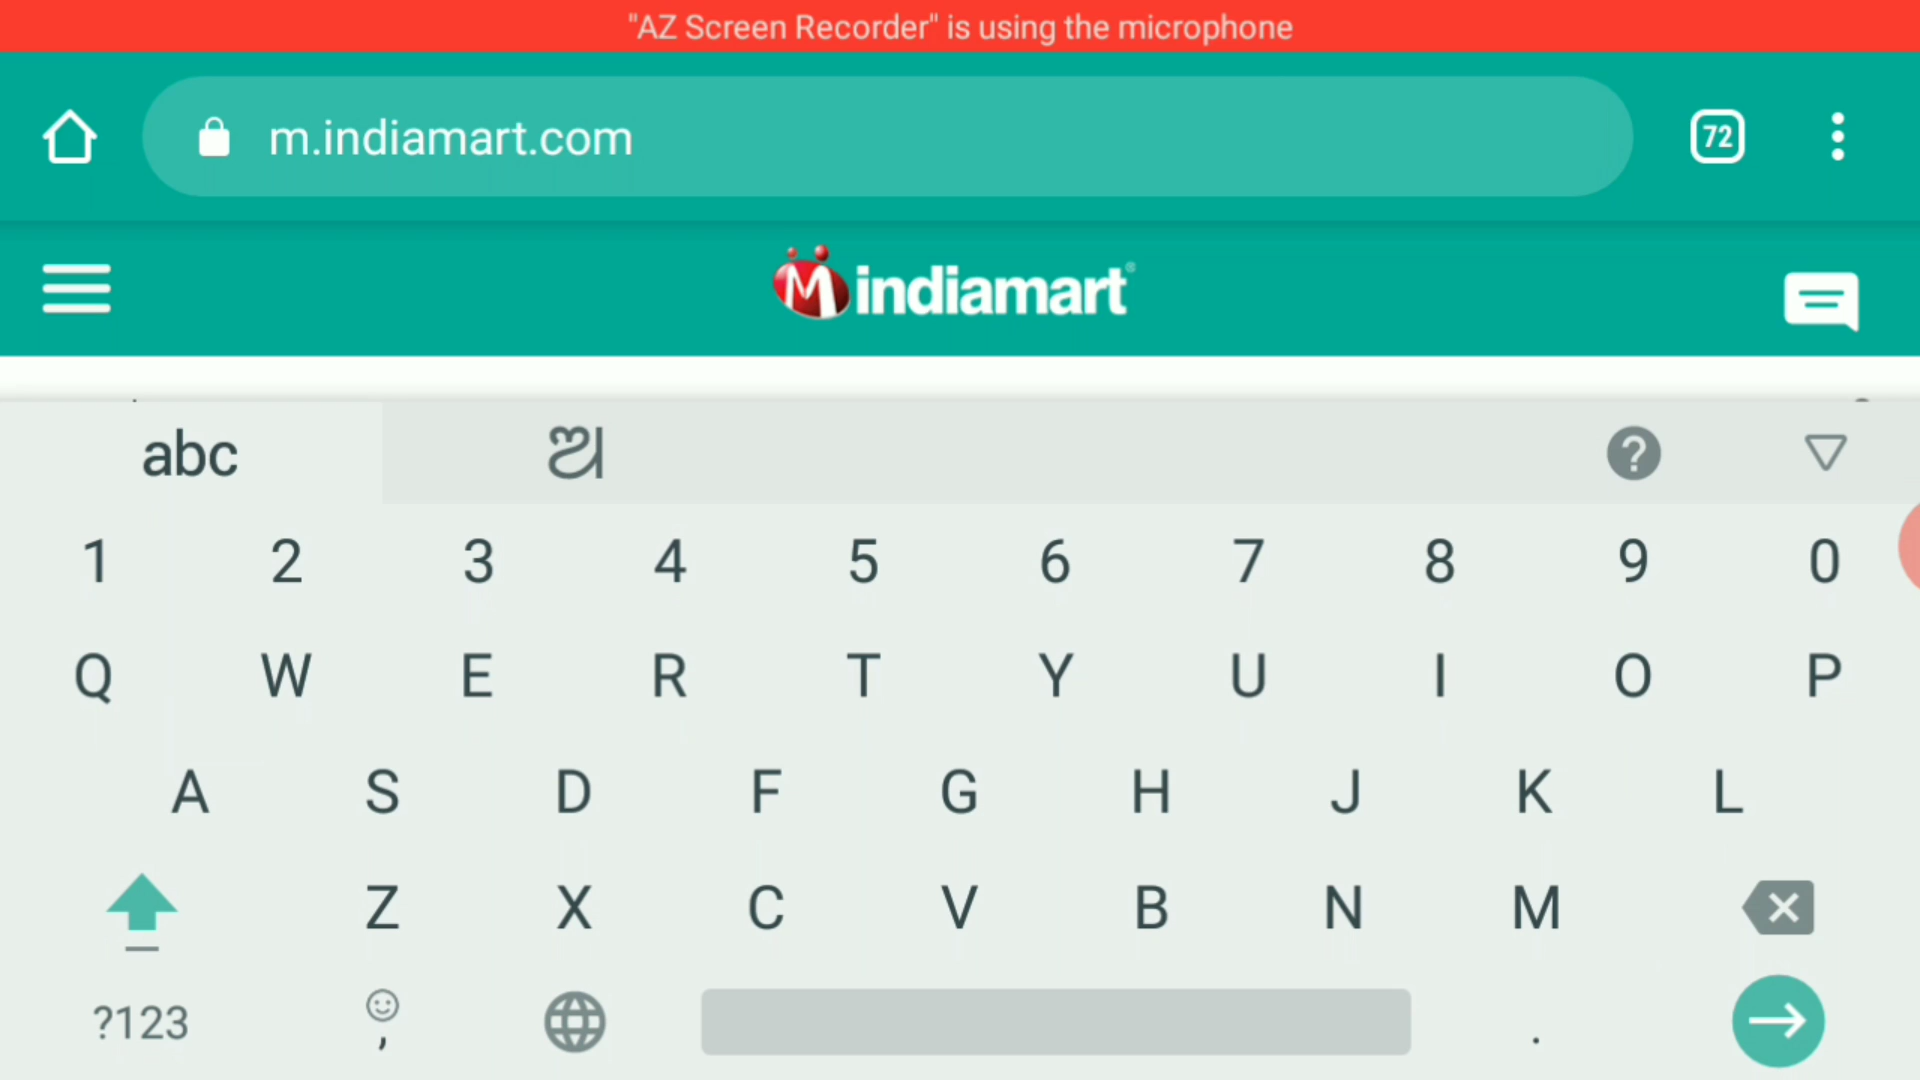 "AZ Screen Recorder" is using the microphone
m.indiamart.com
72
M indiamart®
abc
ଅ
?
1 2 3 4 5 6 7 8 9 0
Q W E R T Y U I O P
A S D F G H J K L
Z X C V B N M
?123 , .